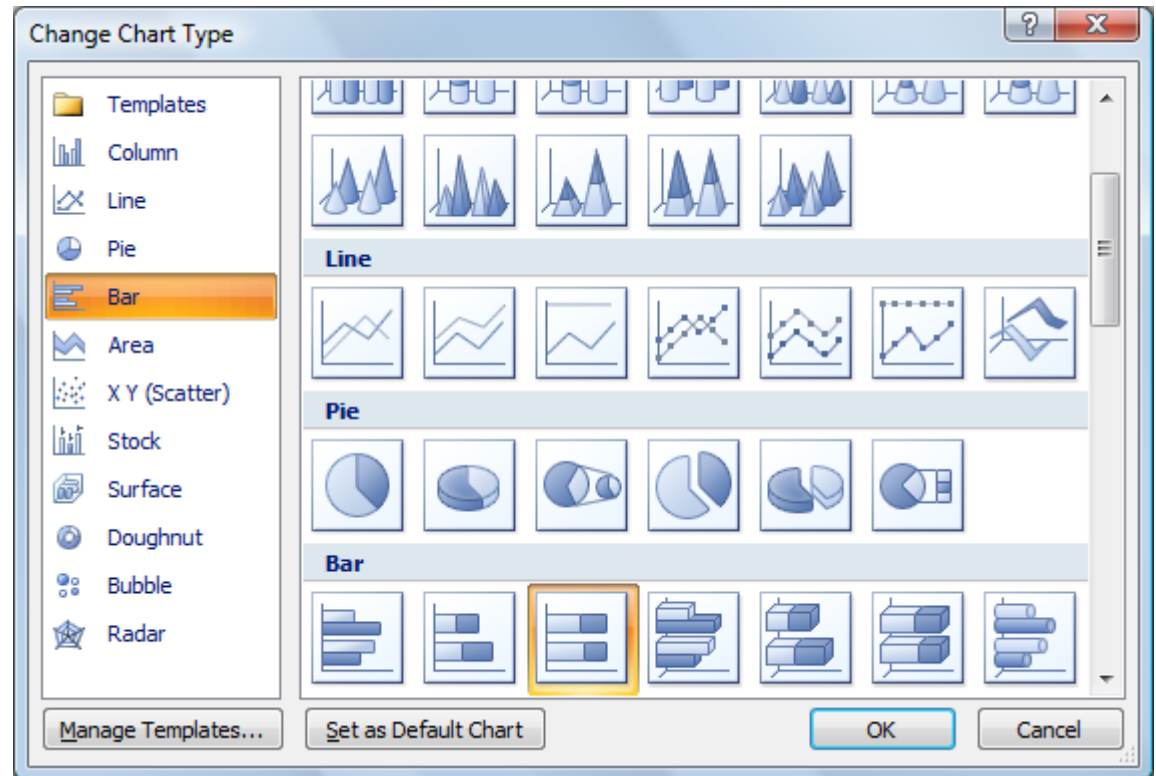 Change Chart Type
Templates
Column
Line
Pie
Bar
Area
X Y (Scatter)
Stock
Surface
Doughnut
Bubble
Radar
Line
Pie
Bar
Manage Templates...
Set as Default Chart
OK
Cancel